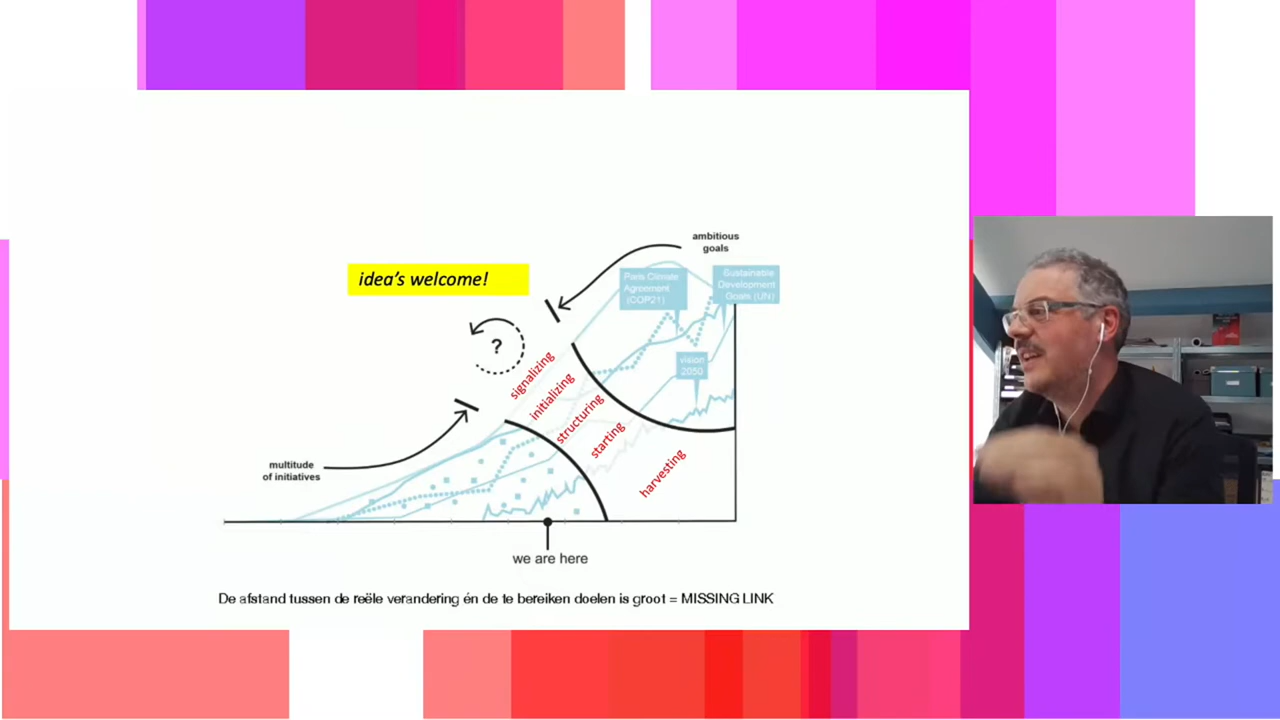 ambitious
goals
idea's welcome!
Paris Climate
Agreement
(COP21)
Sustainable
Development
Goals (UN)
?
vision
2050
signalizing
initializing
structuring
starting
harvesting
multitude
of initiatives
we are here
De afstand tussen de reële verandering én de te bereiken doelen is groot = MISSING LINK